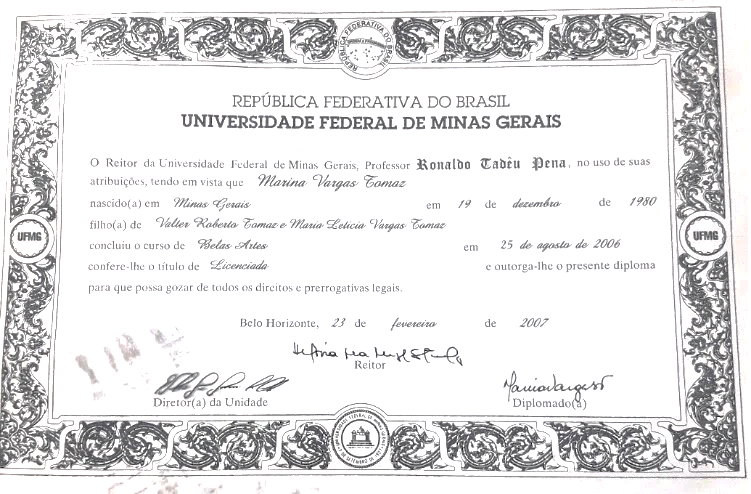 REPÚBLICA FEDERATIVA DO BRASIL
REPÚBLICA FEDERATIVA DO BRASIL
UNIVERSIDADE FEDERAL DE MINAS GERAIS
O Reitor da Universidade Federal de Minas Gerais, Professor Ronaldo Tadêu Pena, no uso de suas
atribuições, tendo em vista que Marina Vargas Tomaz
nascido(a) em Minas Gerais em 19 de dezembro de 1980
filho(a) de Valter Roberto Tomaz e Maria Leticia Vargas Tomaz
UFMG
UFMG
concluiu o curso de Belas Artes em 25 de agosto de 2006
confere-lhe o título de Licenciada e outorga-lhe o presente diploma
para que possa gozar de todos os direitos e prerrogativas legais.
Belo Horizonte, 23 de fevereiro de 2007
Reitor
Diretor(a) da Unidade
Diplomado(a)